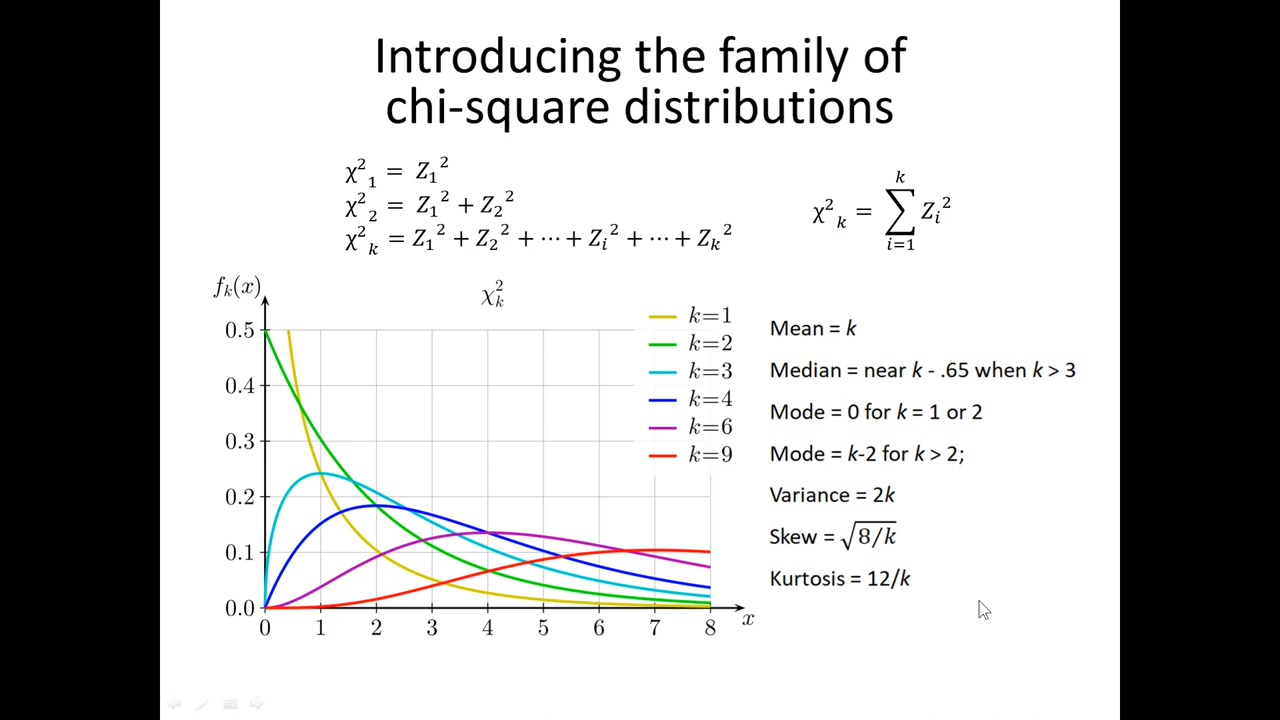 Introducing the family of
chi-square distributions
χ²₁ = Z₁²
χ²₂ = Z₁² + Z₂²
χ²ₖ = Z₁² + Z₂² + ⋯ + Zᵢ² + ⋯ + Zₖ²
χ²ₖ = ∑ᵢ₌₁ᵏ Zᵢ²
fₖ(x)
χ²ₖ
0.5
0.4
0.3
0.2
0.1
0.0
0 1 2 3 4 5 6 7 8
x
k=1
k=2
k=3
k=4
k=6
k=9
Mean = k
Median = near k - .65 when k > 3
Mode = 0 for k = 1 or 2
Mode = k-2 for k > 2;
Variance = 2k
Skew = √8/k
Kurtosis = 12/k